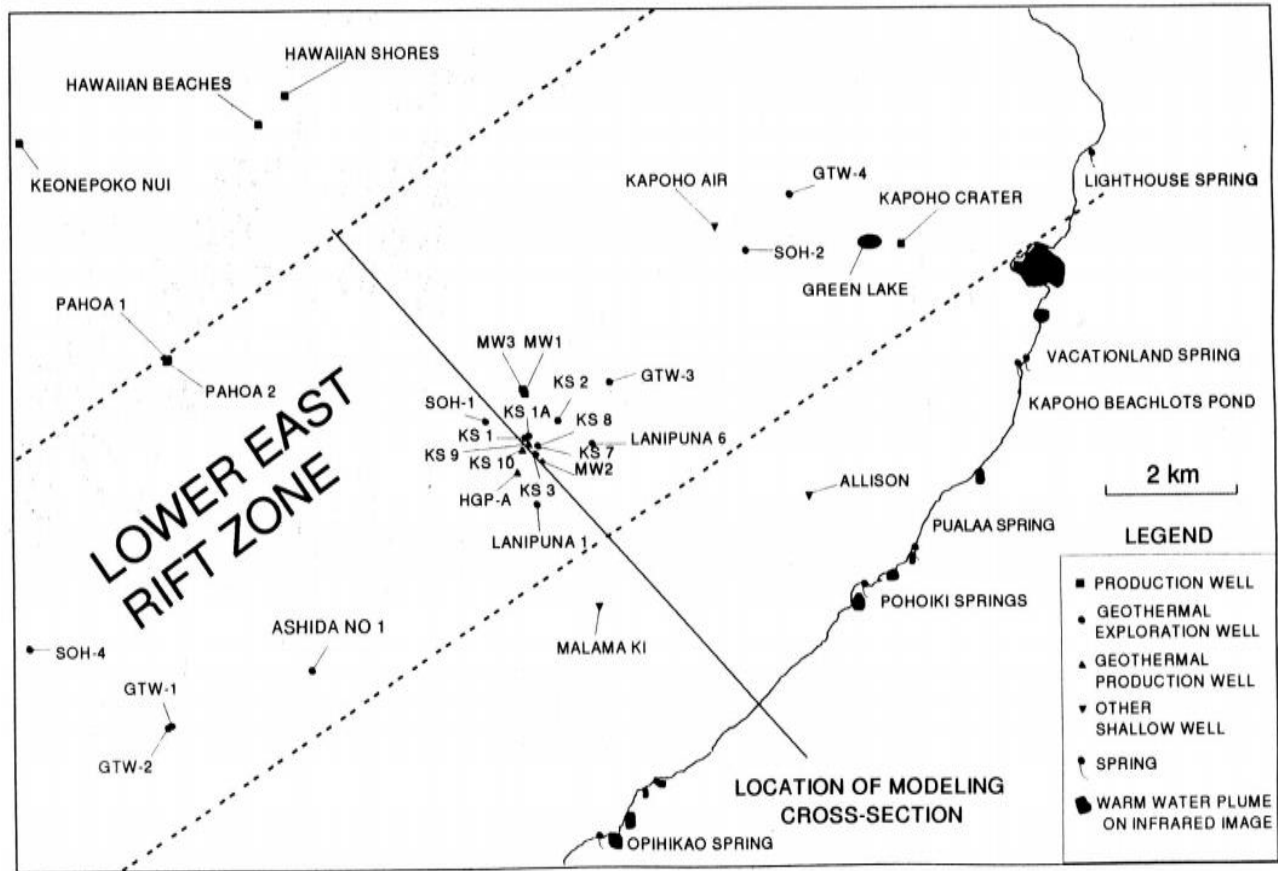 HAWAIIAN SHORES
HAWAIIAN BEACHES
KEONEPOKO NUI
KAPOHO AIR
GTW-4
KAPOHO CRATER
LIGHTHOUSE SPRING
SOH-2
GREEN LAKE
PAHOA 1
PAHOA 2
MW3 MW1
KS 2
GTW-3
VACATIONLAND SPRING
KAPOHO BEACHLOTS POND
SOH-1
KS 1A
KS 8
KS 1
LANIPUNA 6
KS 9
KS 10
KS 7
MW2
HGP-A
KS 3
LANIPUNA 1
ALLISON
2 km
LOWER EAST
RIFT ZONE
PUALAA SPRING
POHOIKI SPRINGS
MALAMA KI
ASHIDA NO 1
SOH-4
GTW-1
GTW-2
LOCATION OF MODELING
CROSS-SECTION
OPIHIKAO SPRING
LEGEND
PRODUCTION WELL
GEOTHERMAL
EXPLORATION WELL
GEOTHERMAL
PRODUCTION WELL
OTHER
SHALLOW WELL
SPRING
WARM WATER PLUME
ON INFRARED IMAGE